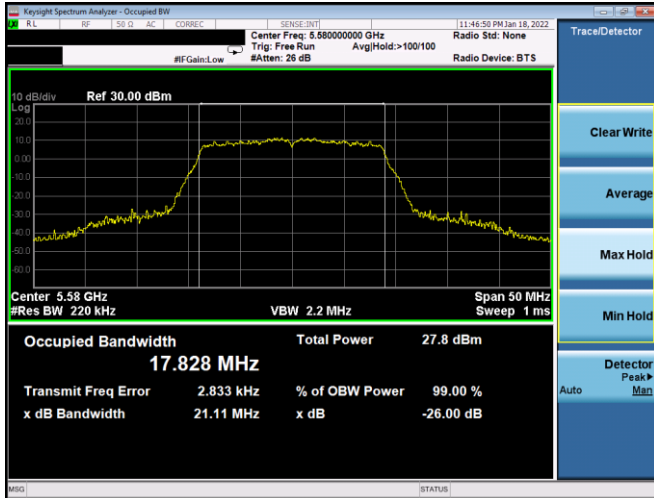 Keysight Spectrum Analyzer - Occupied BW
LXI RL RF 50 Ω AC CORREC SENSE:INT 11:46:50 PM Jan 18, 2022
Center Freq: 5.580000000 GHz Radio Std: None
Trig: Free Run Avg|Hold:>100/100
#IFGain:Low #Atten: 26 dB Radio Device: BTS
10 dB/div Ref 30.00 dBm
Log
20.0
10.0
0.00
-10.0
-20.0
-30.0
-40.0
-50.0
-60.0
Center 5.58 GHz Span 50 MHz
#Res BW 220 kHz VBW 2.2 MHz Sweep 1 ms
Occupied Bandwidth Total Power 27.8 dBm
17.828 MHz
Transmit Freq Error 2.833 kHz % of OBW Power 99.00 %
x dB Bandwidth 21.11 MHz x dB -26.00 dB
MSG STATUS
Trace/Detector
Clear Write
Average
Max Hold
Min Hold
Detector
Peak▶
Auto Man